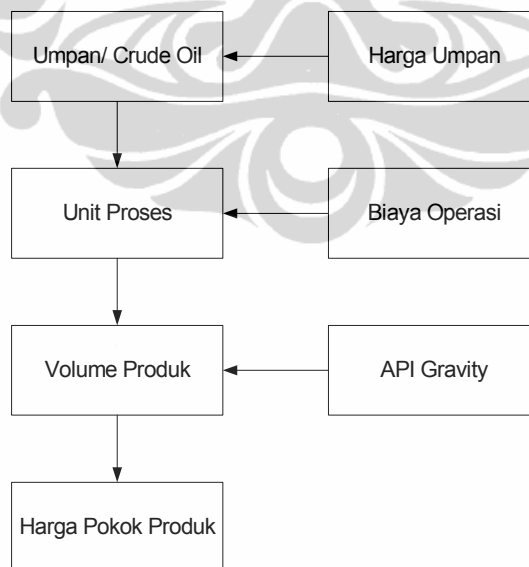 Umpan/ Crude Oil
Harga Umpan
Unit Proses
Biaya Operasi
Volume Produk
API Gravity
Harga Pokok Produk